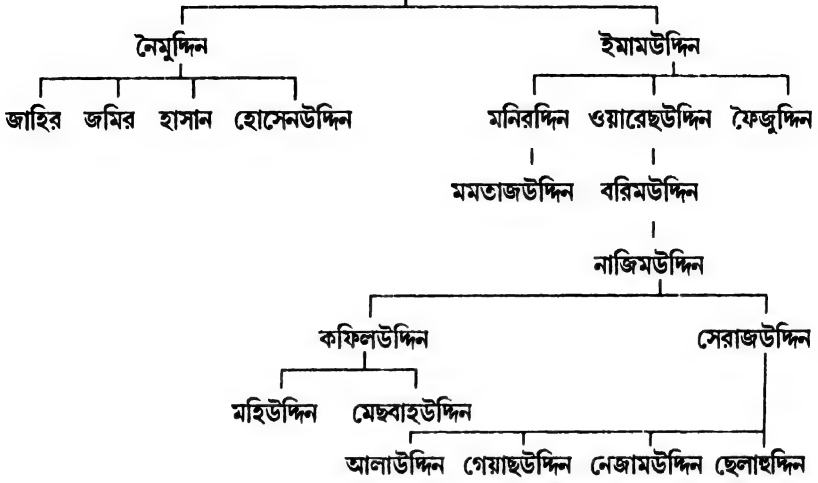 নৈমুদ্দিন ইমামউদ্দিন
জাহির জমির হাসান হোসেনউদ্দিন মনিরদ্দিন ওয়ারেছউদ্দিন ফৈজুদ্দিন
মমতাজউদ্দিন বরিমউদ্দিন
নাজিমউদ্দিন
কফিলউদ্দিন সেরাজউদ্দিন
মহিউদ্দিন মেছবাহউদ্দিন
আলাউদ্দিন গেয়াছউদ্দিন নেজামউদ্দিন ছেলাহুদ্দিন